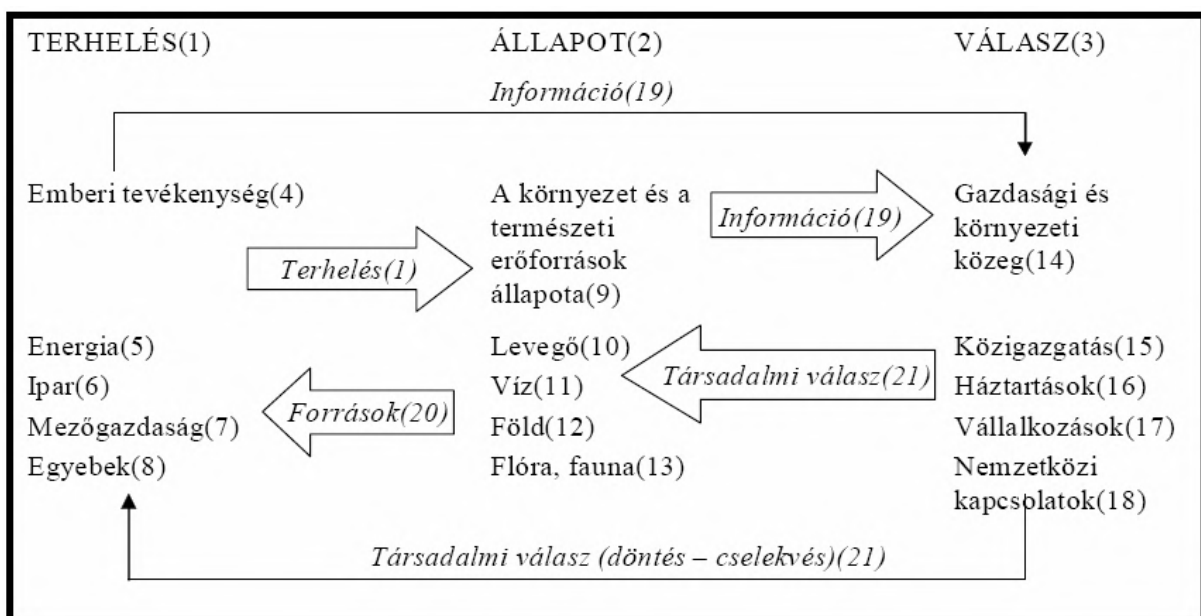 TERHELÉS(1)
ÁLLAPOT(2)
VÁLASZ(3)
Információ(19)
Emberi tevékenység(4)
A környezet és a
természeti
erőforrások
állapota(9)
Információ(19)
Gazdasági és
környezeti
közeg(14)
Terhelés(1)
Energia(5)
Ipar(6)
Mezőgazdaság(7)
Egyebek(8)
Források(20)
Levegő(10)
Víz(11)
Föld(12)
Flóra, fauna(13)
Társadalmi válasz(21)
Közigazgatás(15)
Háztartások(16)
Vállalkozások(17)
Nemzetközi
kapcsolatok(18)
Társadalmi válasz (döntés – cselekvés)(21)